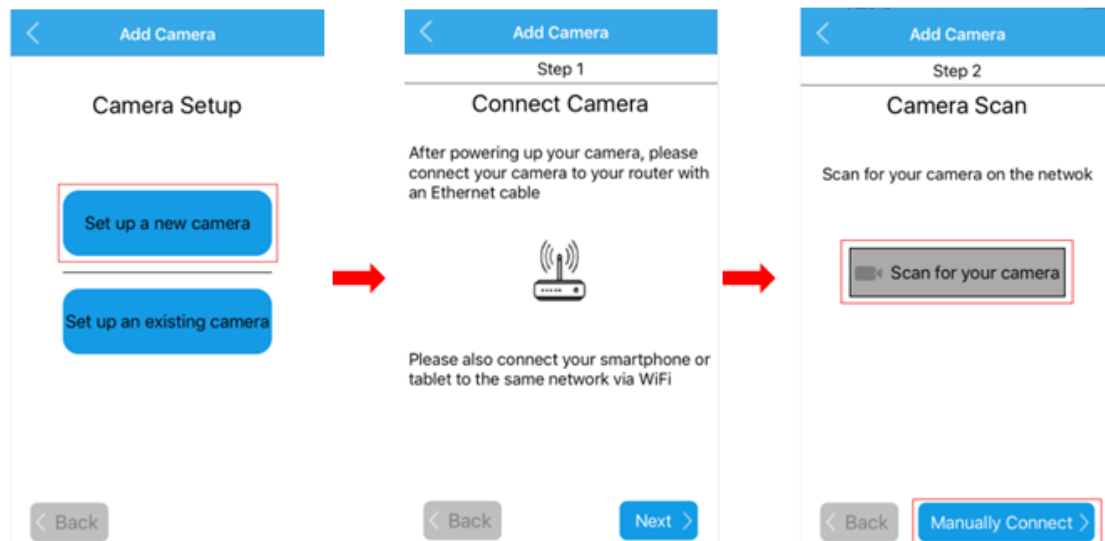 Add Camera
Camera Setup
Set up a new camera
Set up an existing camera
Back
Add Camera
Step 1
Connect Camera
After powering up your camera, please
connect your camera to your router with
an Ethernet cable
Please also connect your smartphone or
tablet to the same network via WiFi
Back
Next
Add Camera
Step 2
Camera Scan
Scan for your camera on the netwok
Scan for your camera
Back
Manually Connect